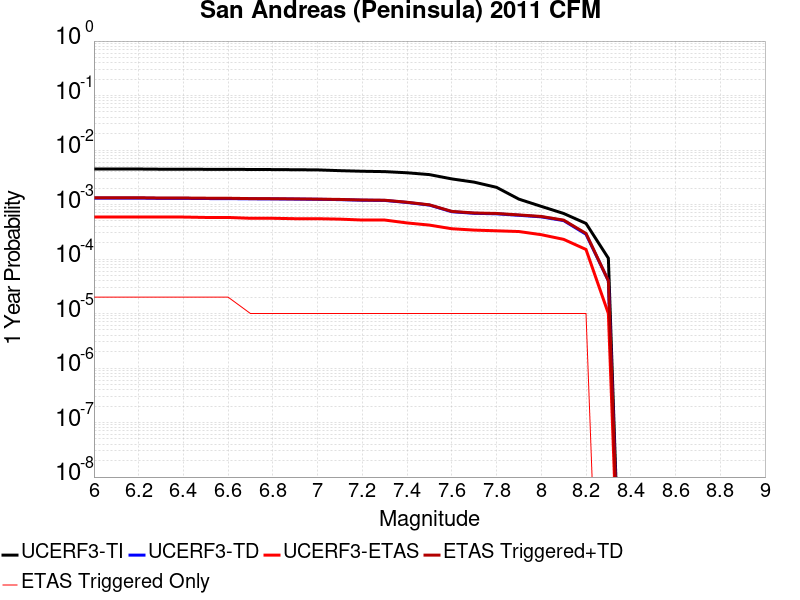 San Andreas (Peninsula) 2011 CFM
10^0
10^-1
10^-2
10^-3
10^-4
10^-5
10^-6
10^-7
10^-8
1 Year Probability
6 6.2 6.4 6.6 6.8 7 7.2 7.4 7.6 7.8 8 8.2 8.4 8.6 8.8 9
Magnitude
UCERF3-TI UCERF3-TD UCERF3-ETAS ETAS Triggered+TD
ETAS Triggered Only